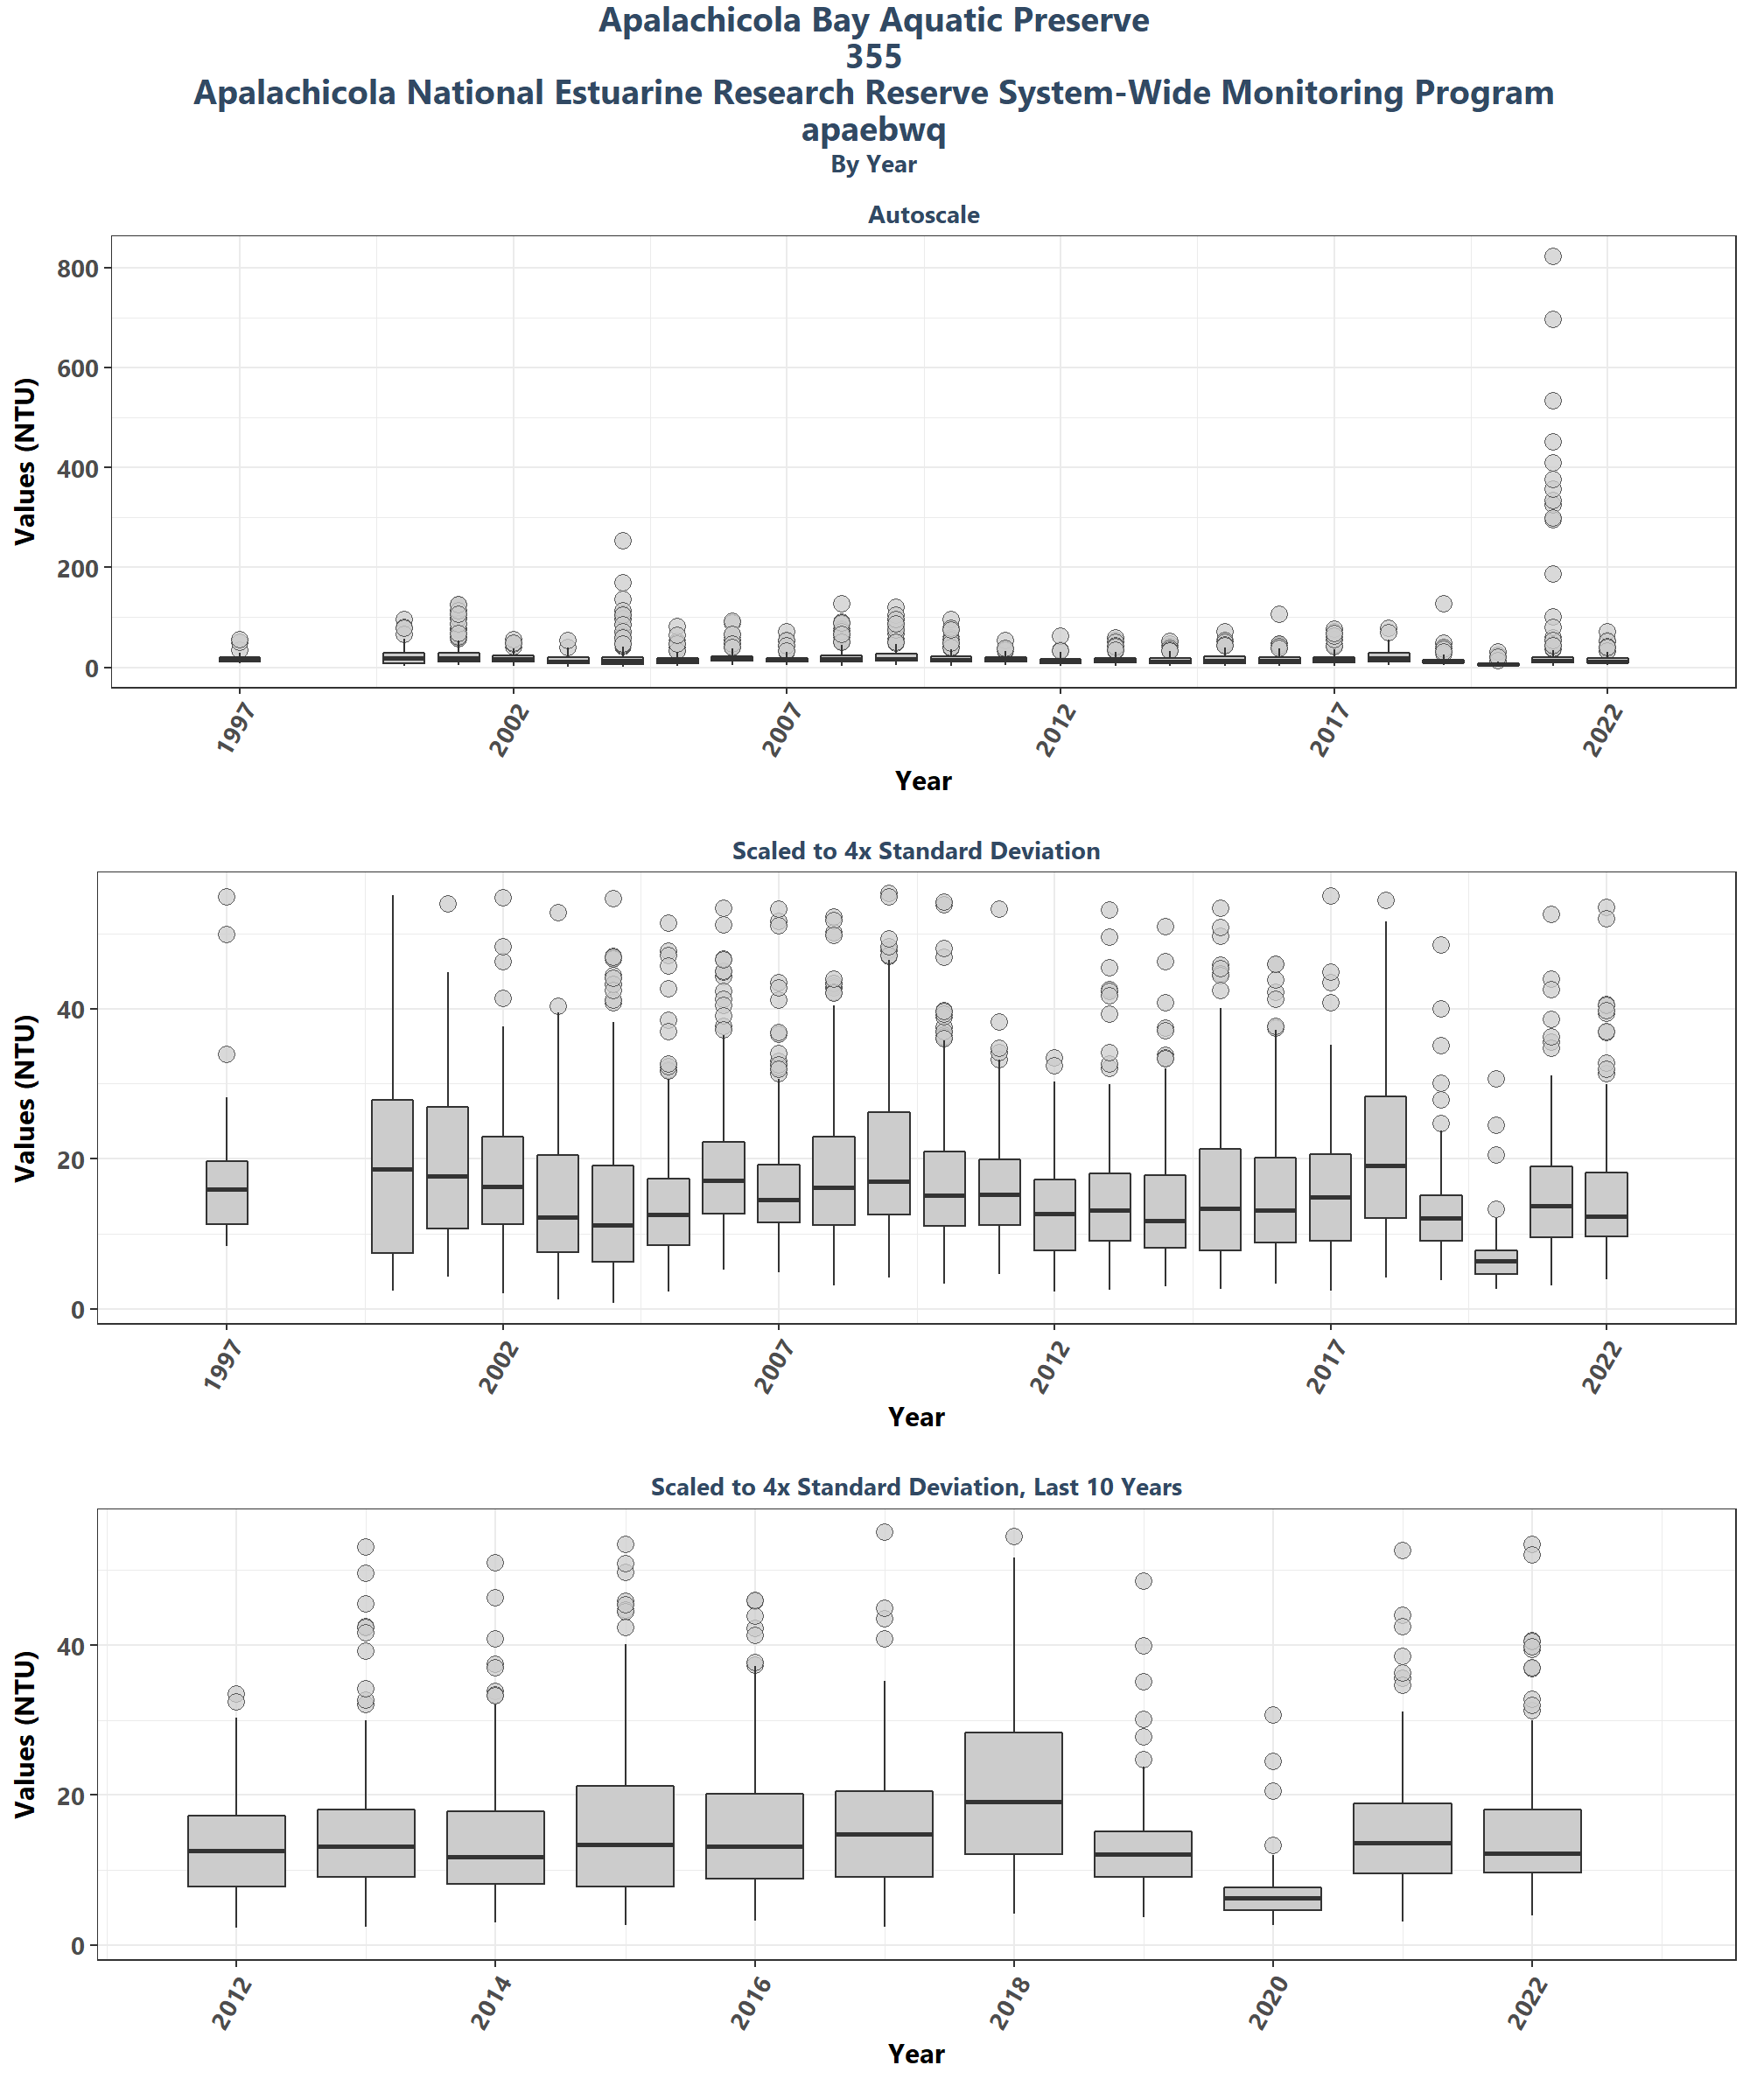 Apalachicola Bay Aquatic Preserve
355
Apalachicola National Estuarine Research Reserve System-Wide Monitoring Program
apaebwq
By Year
Autoscale
Values (NTU)
800
600
400
200
0
1997 2002 2007 2012 2017 2022
Year
Scaled to 4x Standard Deviation
Values (NTU)
40
20
0
1997 2002 2007 2012 2017 2022
Year
Scaled to 4x Standard Deviation, Last 10 Years
Values (NTU)
40
20
0
2012 2014 2016 2018 2020 2022
Year